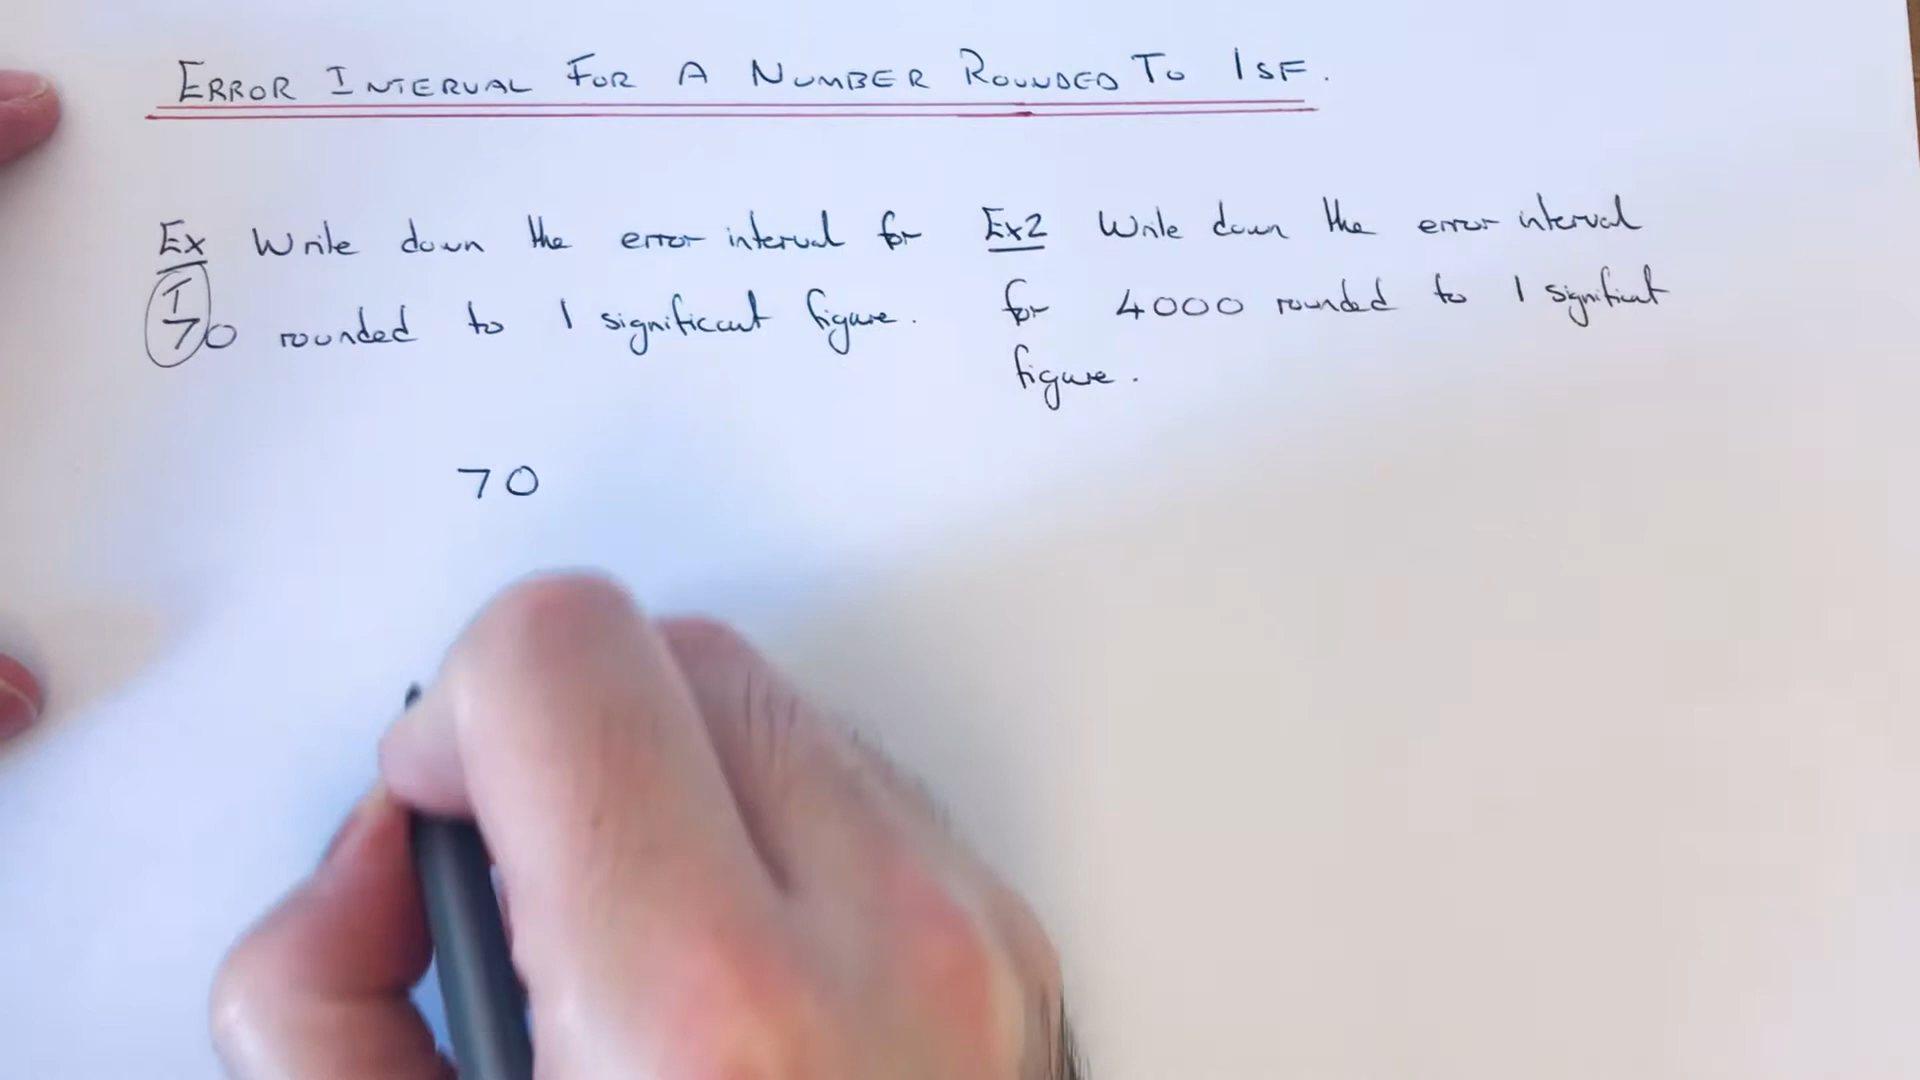 ERROR INTERVAL FOR A NUMBER ROUNDED TO 1SF.
Ex Write down the error interval for
T
70 rounded to 1 significant figure.
Ex2 Write down the error interval
for 4000 rounded to 1 significant
figure.
70